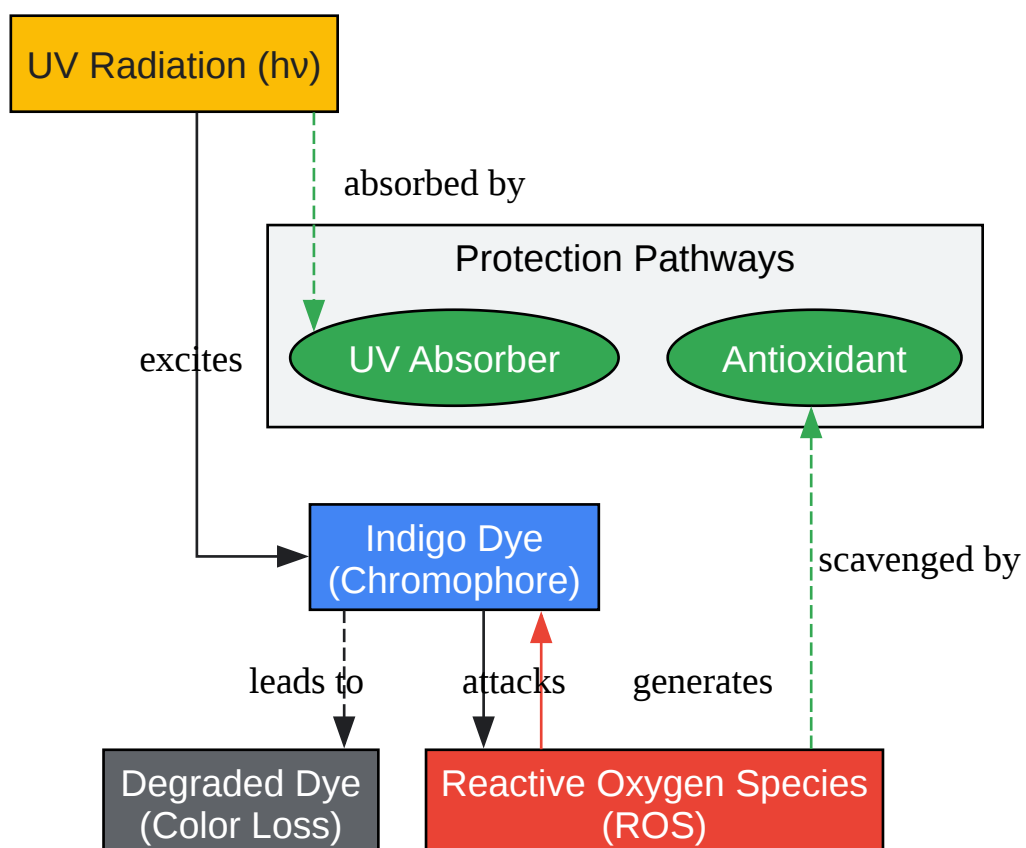 UV Radiation (hν)
absorbed by
Protection Pathways
UV Absorber
Antioxidant
excites
Indigo Dye
(Chromophore)
scavenged by
leads to
attacks
generates
Degraded Dye
(Color Loss)
Reactive Oxygen Species
(ROS)